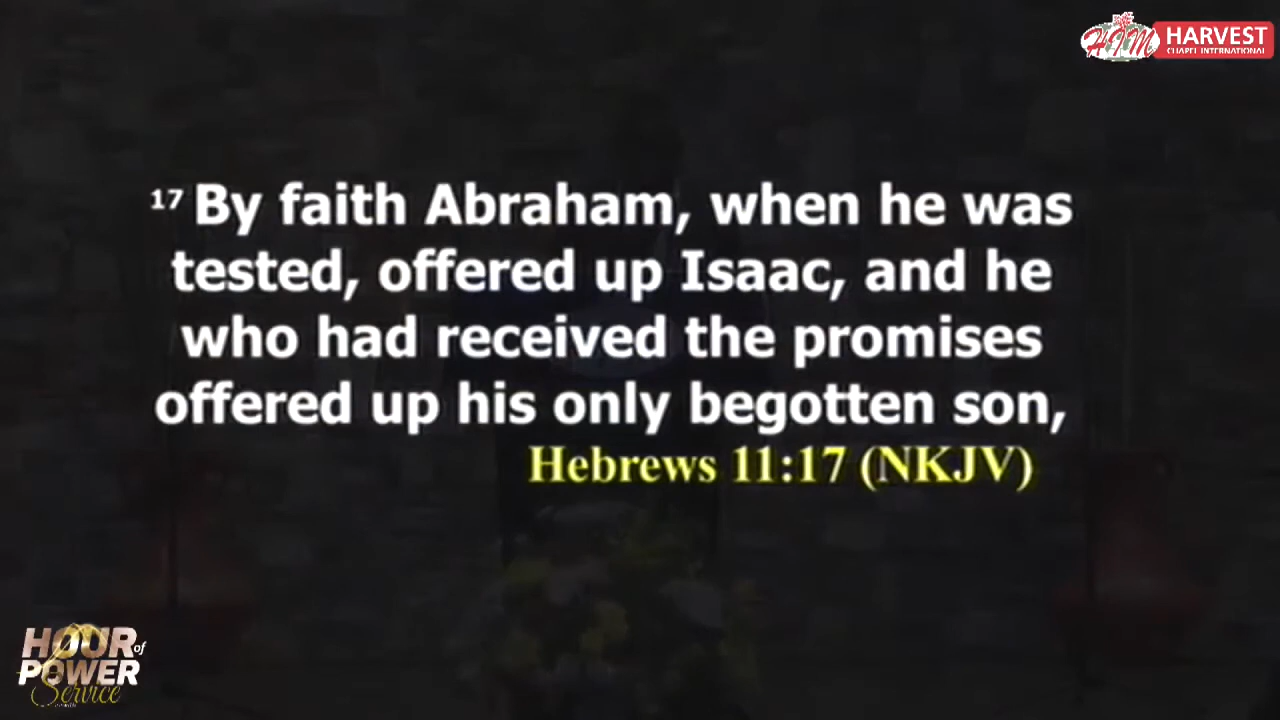 HIM HARVEST
CHAPEL INTERNATIONAL
17 By faith Abraham, when he was
tested, offered up Isaac, and he
who had received the promises
offered up his only begotten son,
Hebrews 11:17 (NKJV)
HOUR of
POWER
Service